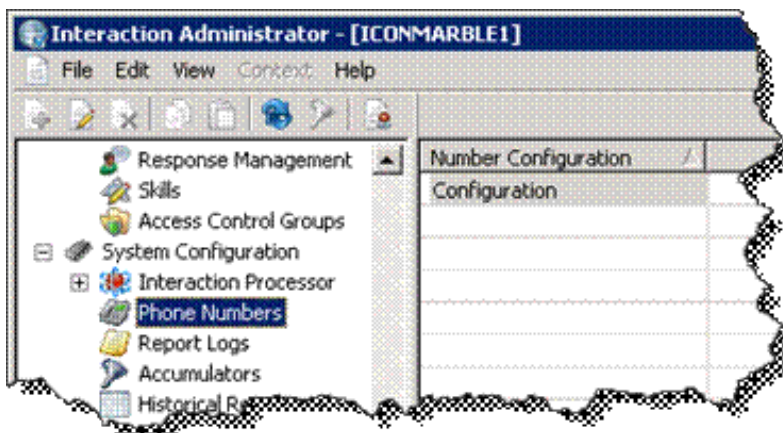 Interaction Administrator - [ICONMARBLE1]
File Edit View Context Help
Response Management
Skills
Access Control Groups
System Configuration
Interaction Processor
Phone Numbers
Report Logs
Accumulators
Historical
Number Configuration
Configuration